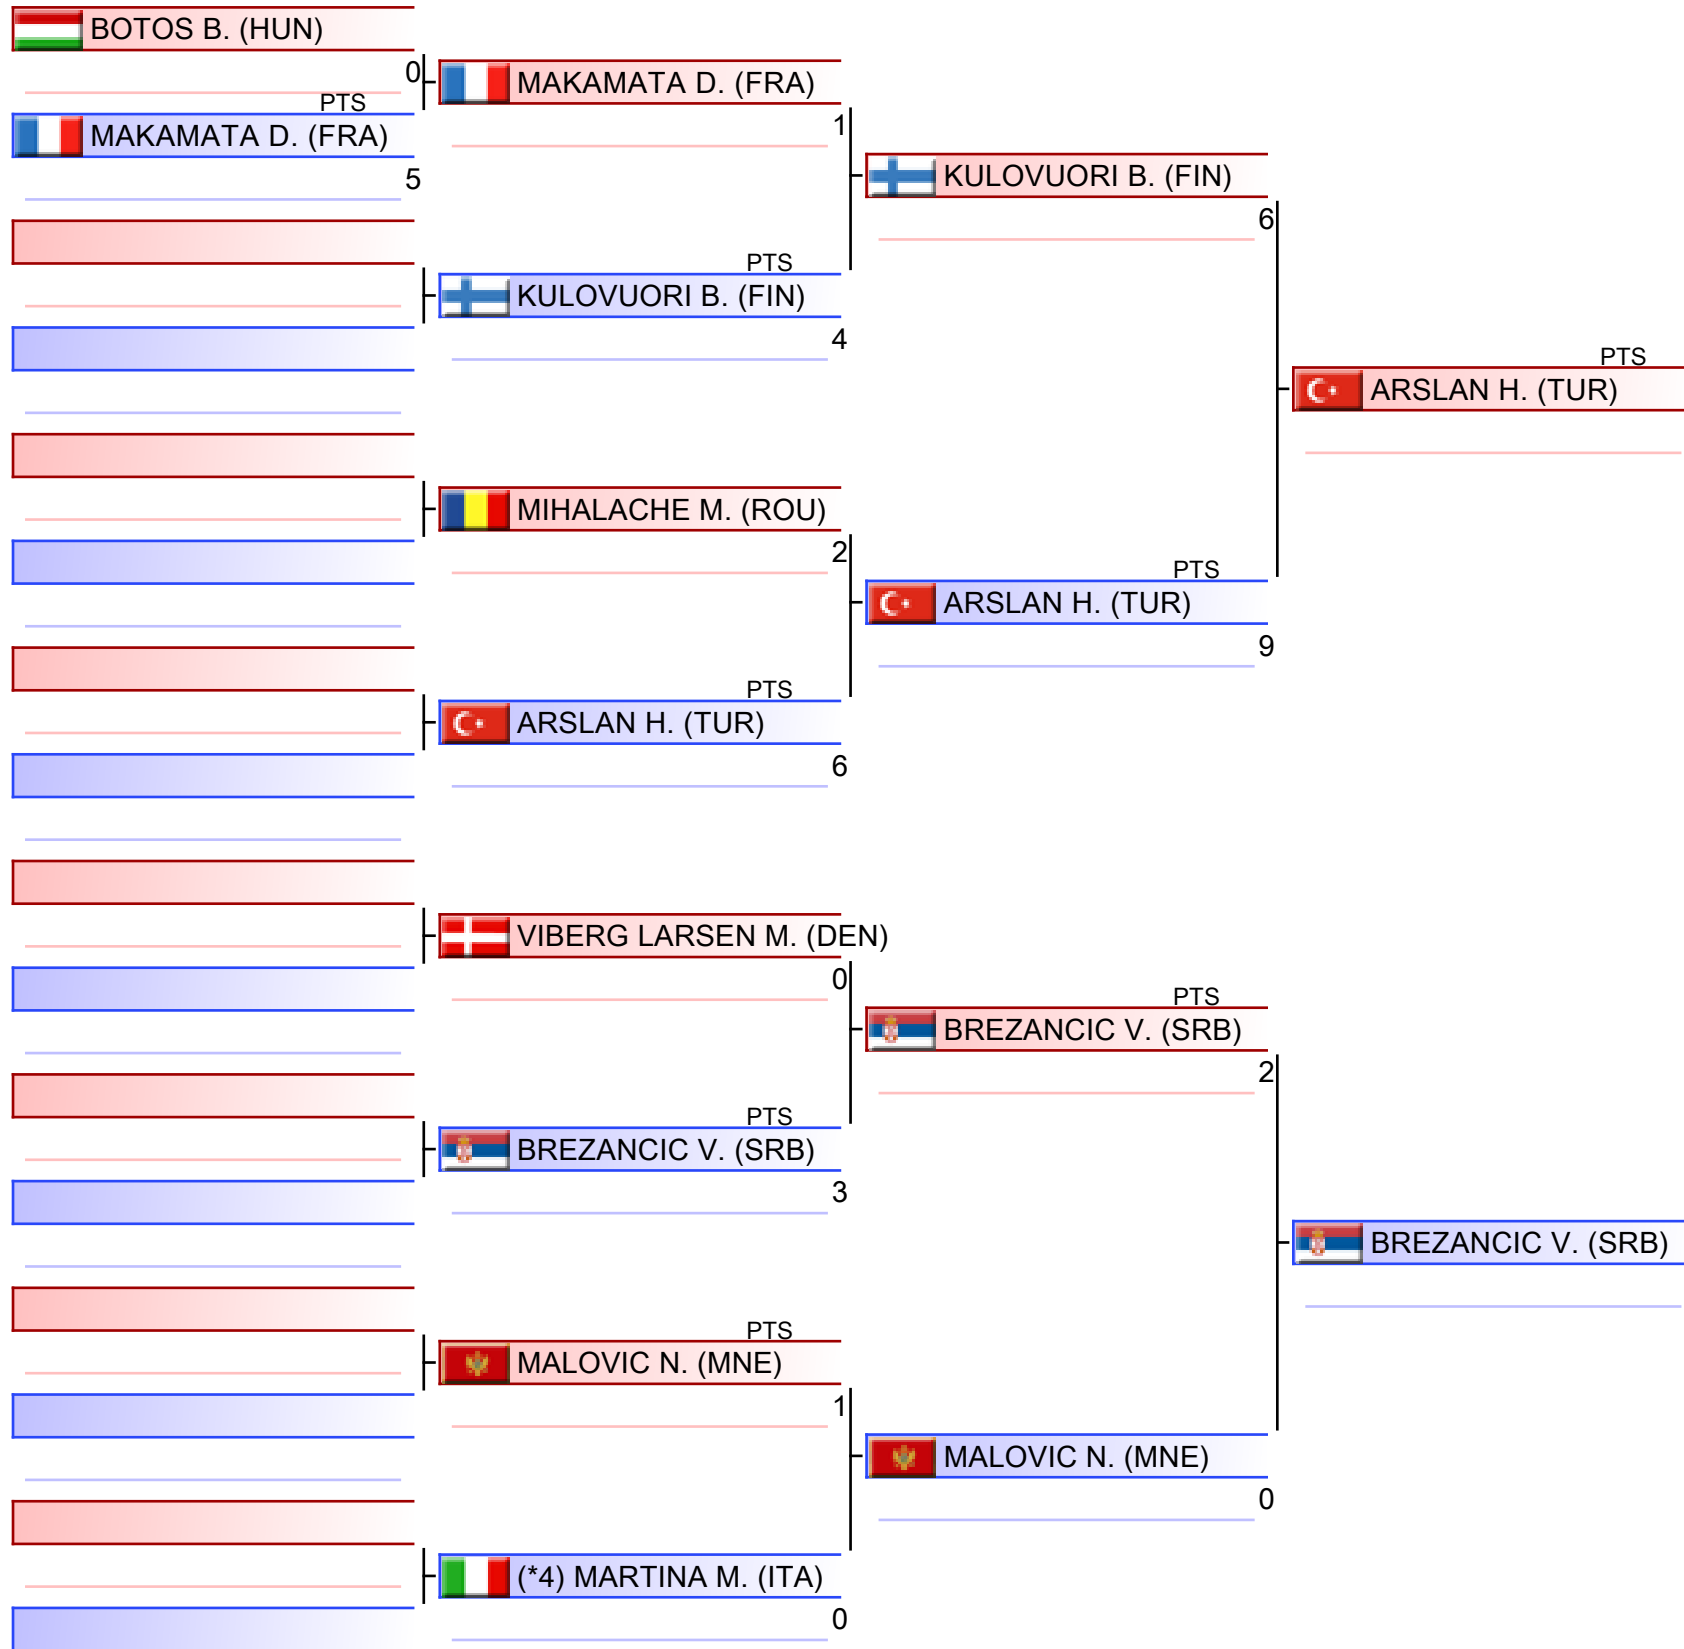 BOTOS B. (HUN)
0
PTS
MAKAMATA D. (FRA)
5
MAKAMATA D. (FRA)
1
PTS
KULOVUORI B. (FIN)
4
MIHALACHE M. (ROU)
2
PTS
ARSLAN H. (TUR)
6
VIBERG LARSEN M. (DEN)
0
PTS
BREZANCIC V. (SRB)
3
PTS
MALOVIC N. (MNE)
1
(*4) MARTINA M. (ITA)
0
KULOVUORI B. (FIN)
6
PTS
ARSLAN H. (TUR)
9
PTS
BREZANCIC V. (SRB)
2
MALOVIC N. (MNE)
0
PTS
ARSLAN H. (TUR)
BREZANCIC V. (SRB)